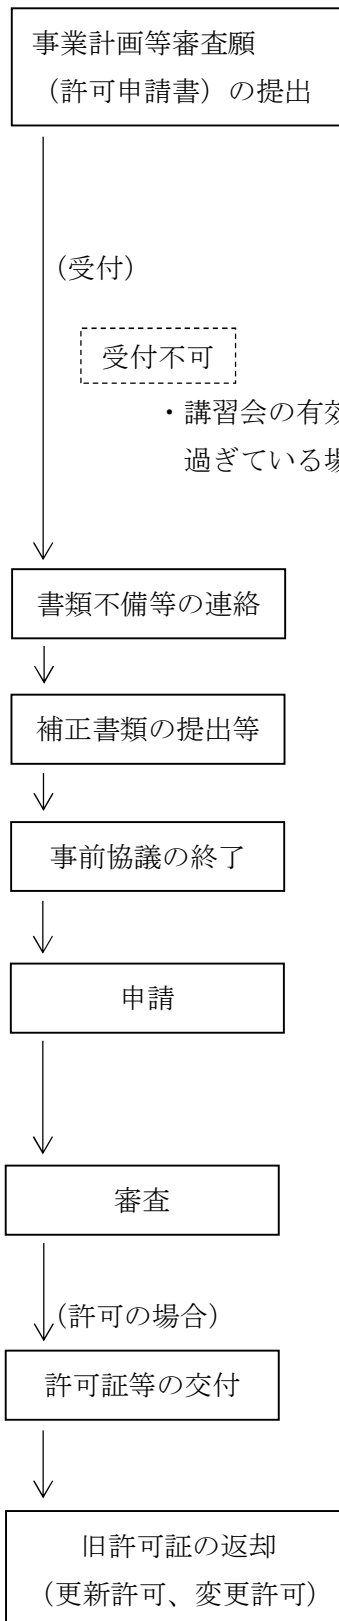 事業計画等審査願
（許可申請書）の提出
（受付）
受付不可
・講習会の有効
過ぎている場
書類不備等の連絡
補正書類の提出等
事前協議の終了
申請
審査
（許可の場合）
許可証等の交付
旧許可証の返却
（更新許可、変更許可）